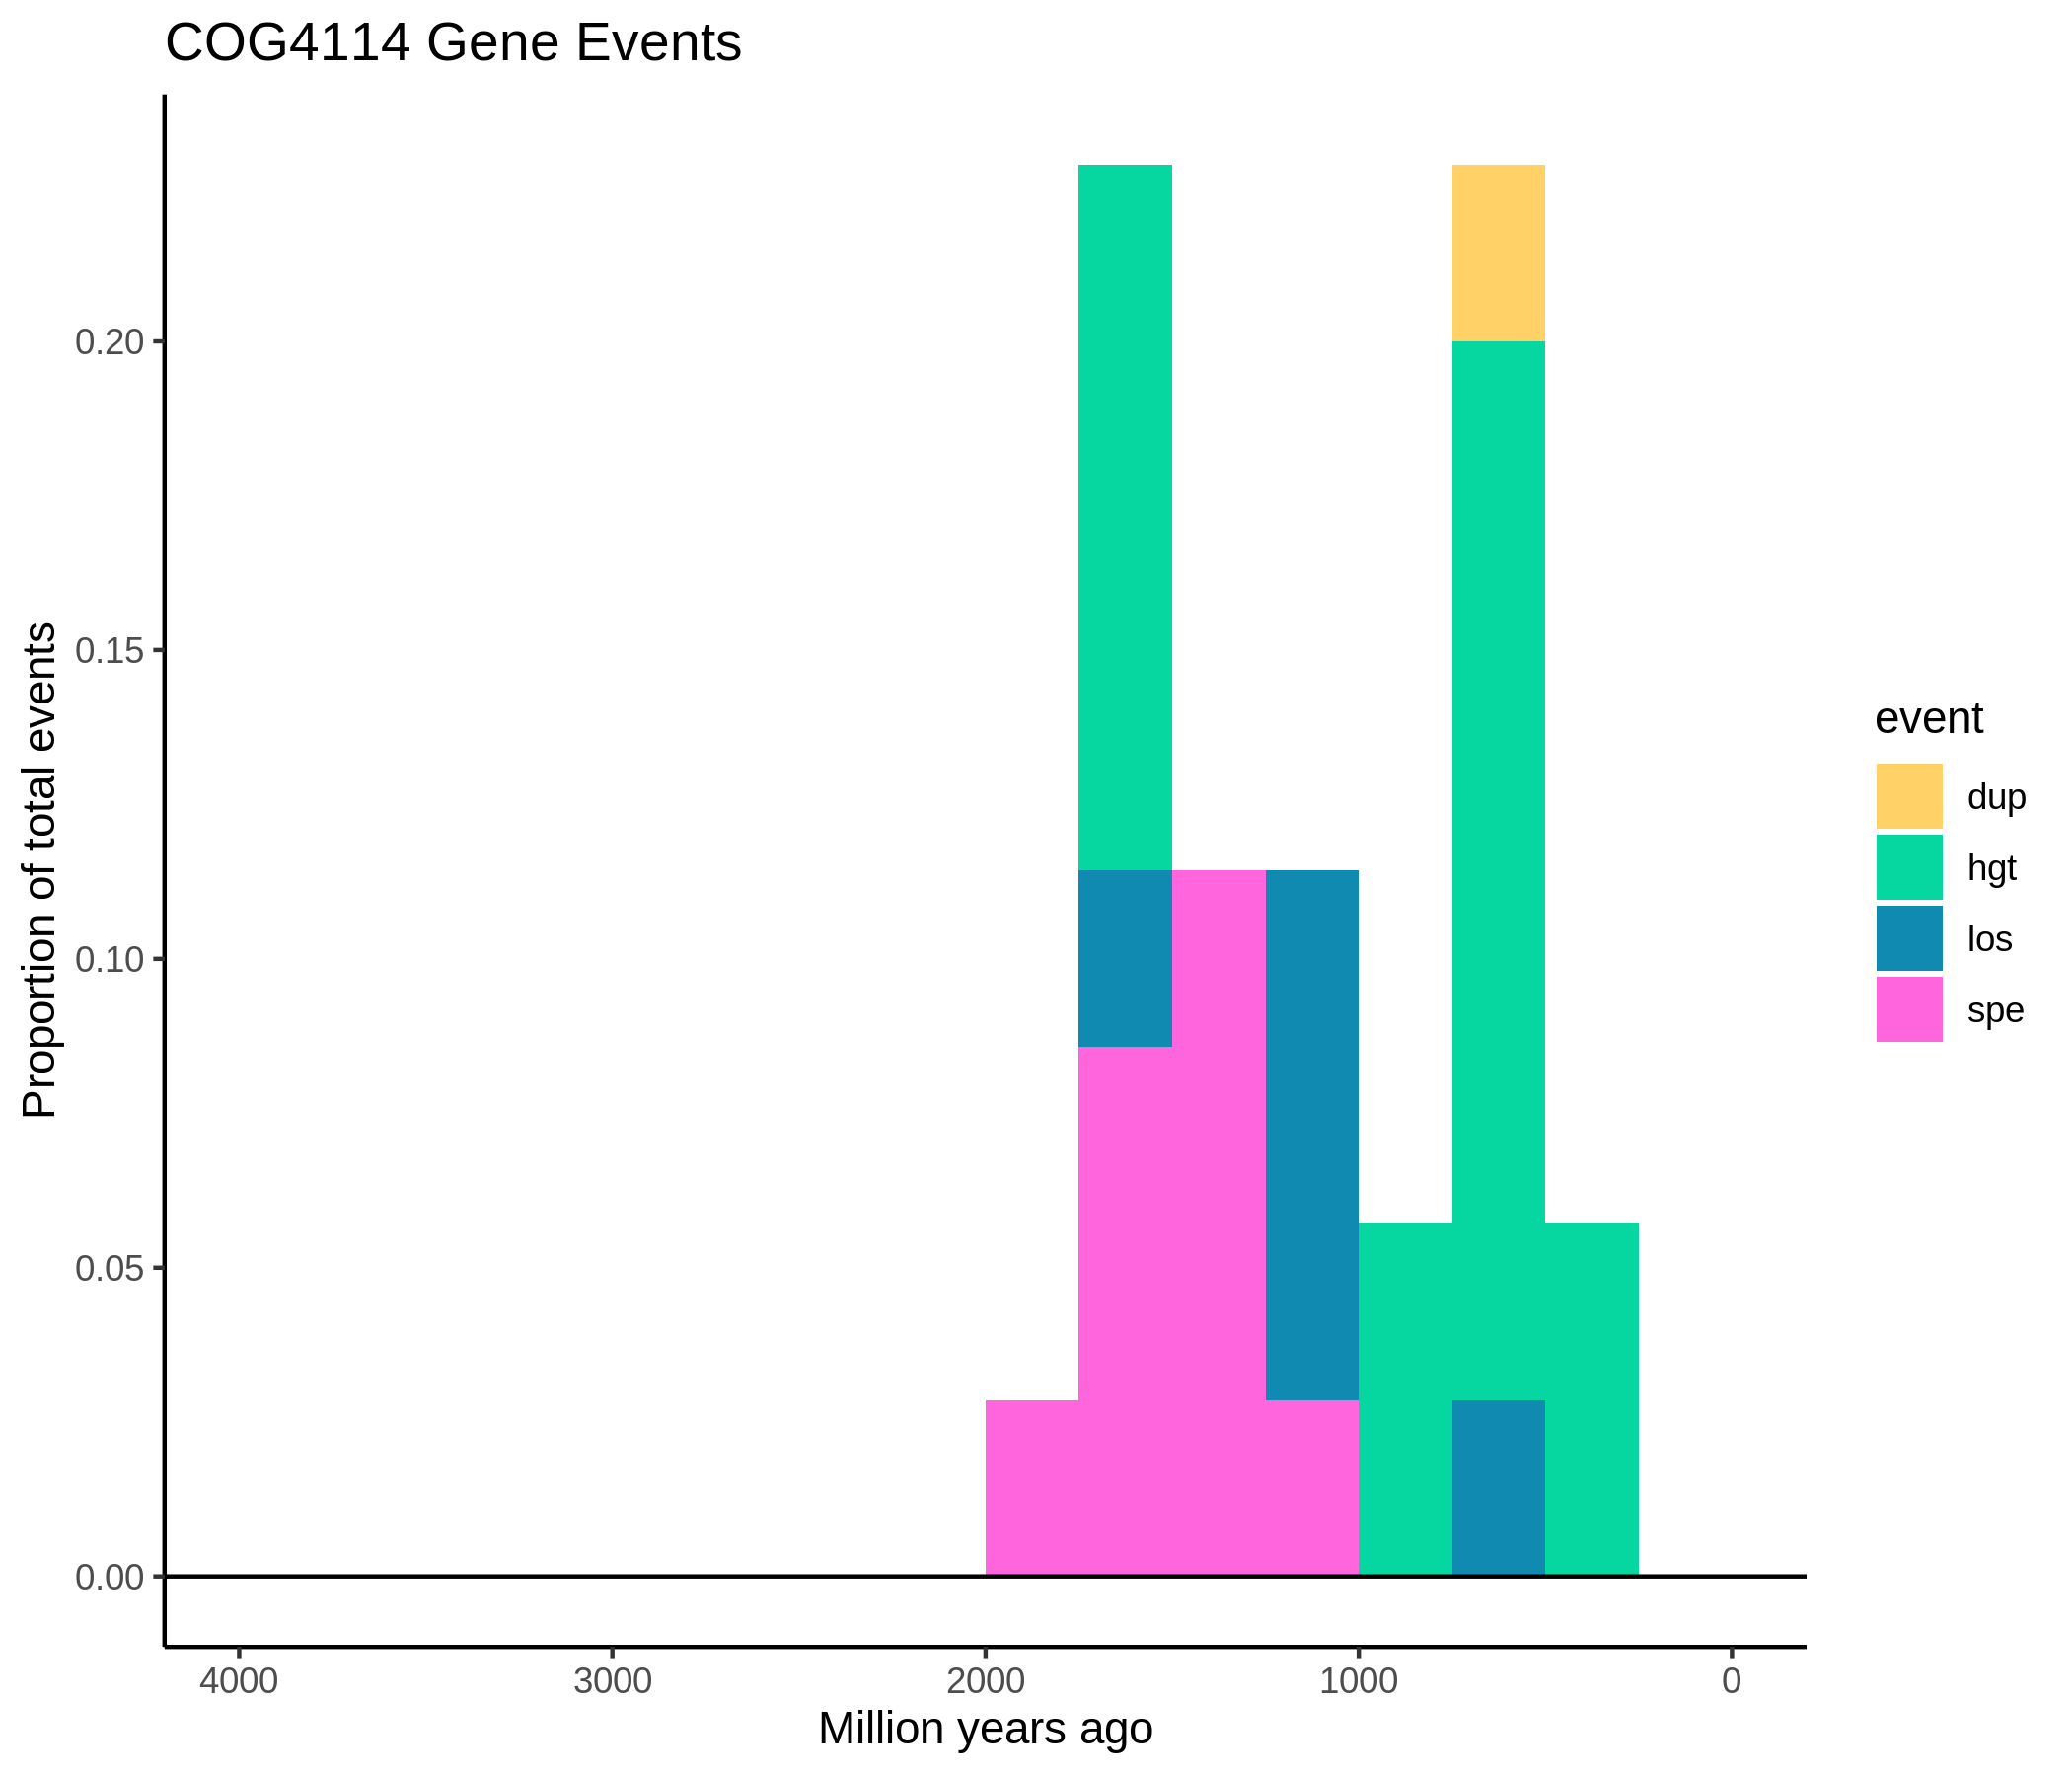 COG4114 Gene Events
Proportion of total events
0.20
0.15
0.10
0.05
0.00
4000 3000 2000 1000 0
Million years ago
event
dup
hgt
los
spe